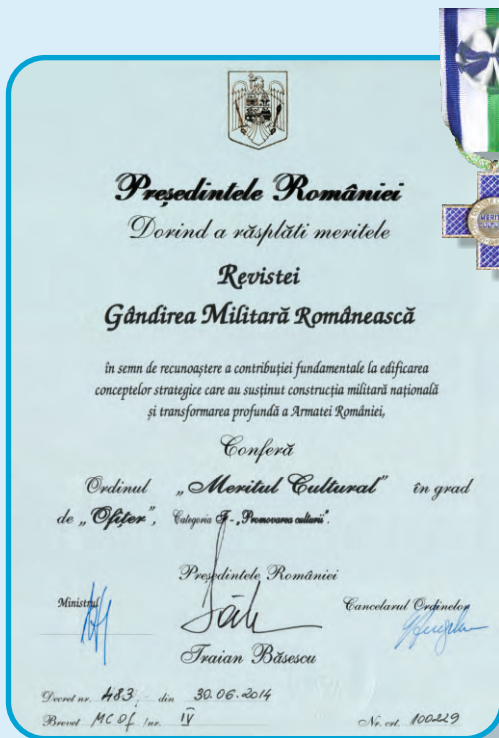 Președintele României
Dorind a răsplăti meritele
Revistei
Gândirea Militară Românească
în semn de recunoaștere a contribuției fundamentale la edificarea
conceptelor strategice care au susținut construcția militară națională
și transformarea profundă a Armatei României,
Conferă
Ordinul „Meritul Cultural” în grad
de „Ofițer”, Categoria F - „Promovarea culturii”.
Președintele României
Ministrul
Cancelarul Ordinelor
Traian Băsescu
Decret nr. 483, din 30.06.2014
Brevet MCOf /nr. IV
Nr. crt. 100229